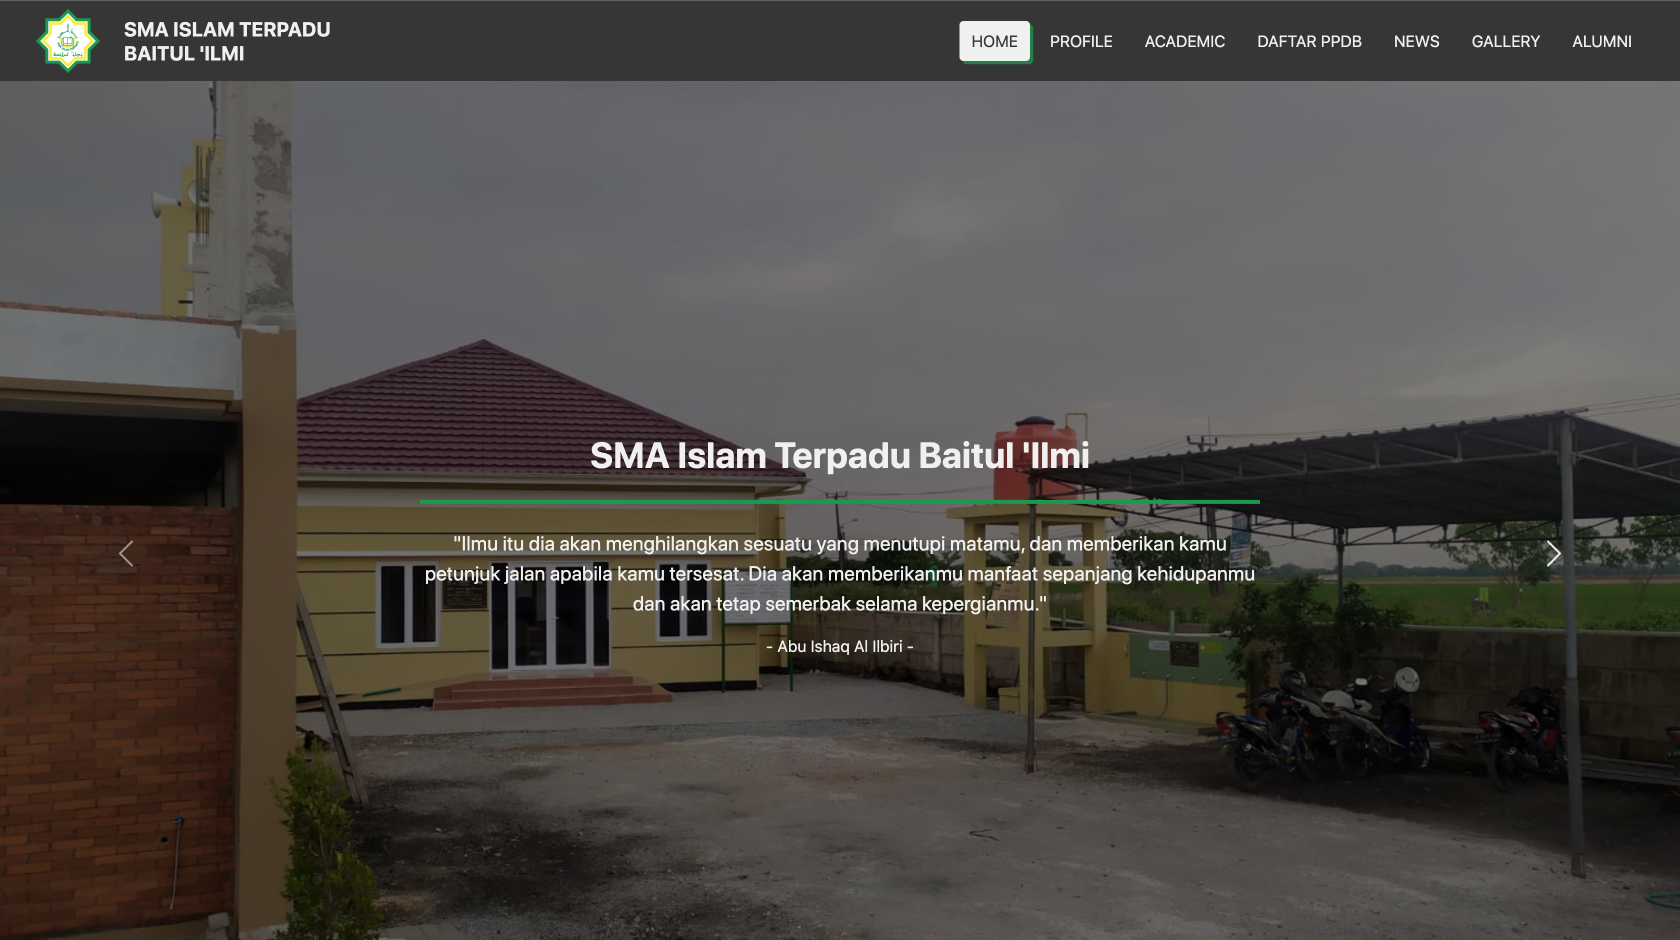 SMA ISLAM TERPADU
BAITUL 'ILMI
HOME PROFILE ACADEMIC DAFTAR PPDB NEWS GALLERY ALUMNI
SMA Islam Terpadu Baitul 'Ilmi
"Ilmu itu dia akan menghilangkan sesuatu yang menutupi matamu, dan memberikan kamu
petunjuk jalan apabila kamu tersesat. Dia akan memberikanmu manfaat sepanjang kehidupanmu
dan akan tetap semerbak selama kepergianmu."
- Abu Ishaq Al Ilbiri -